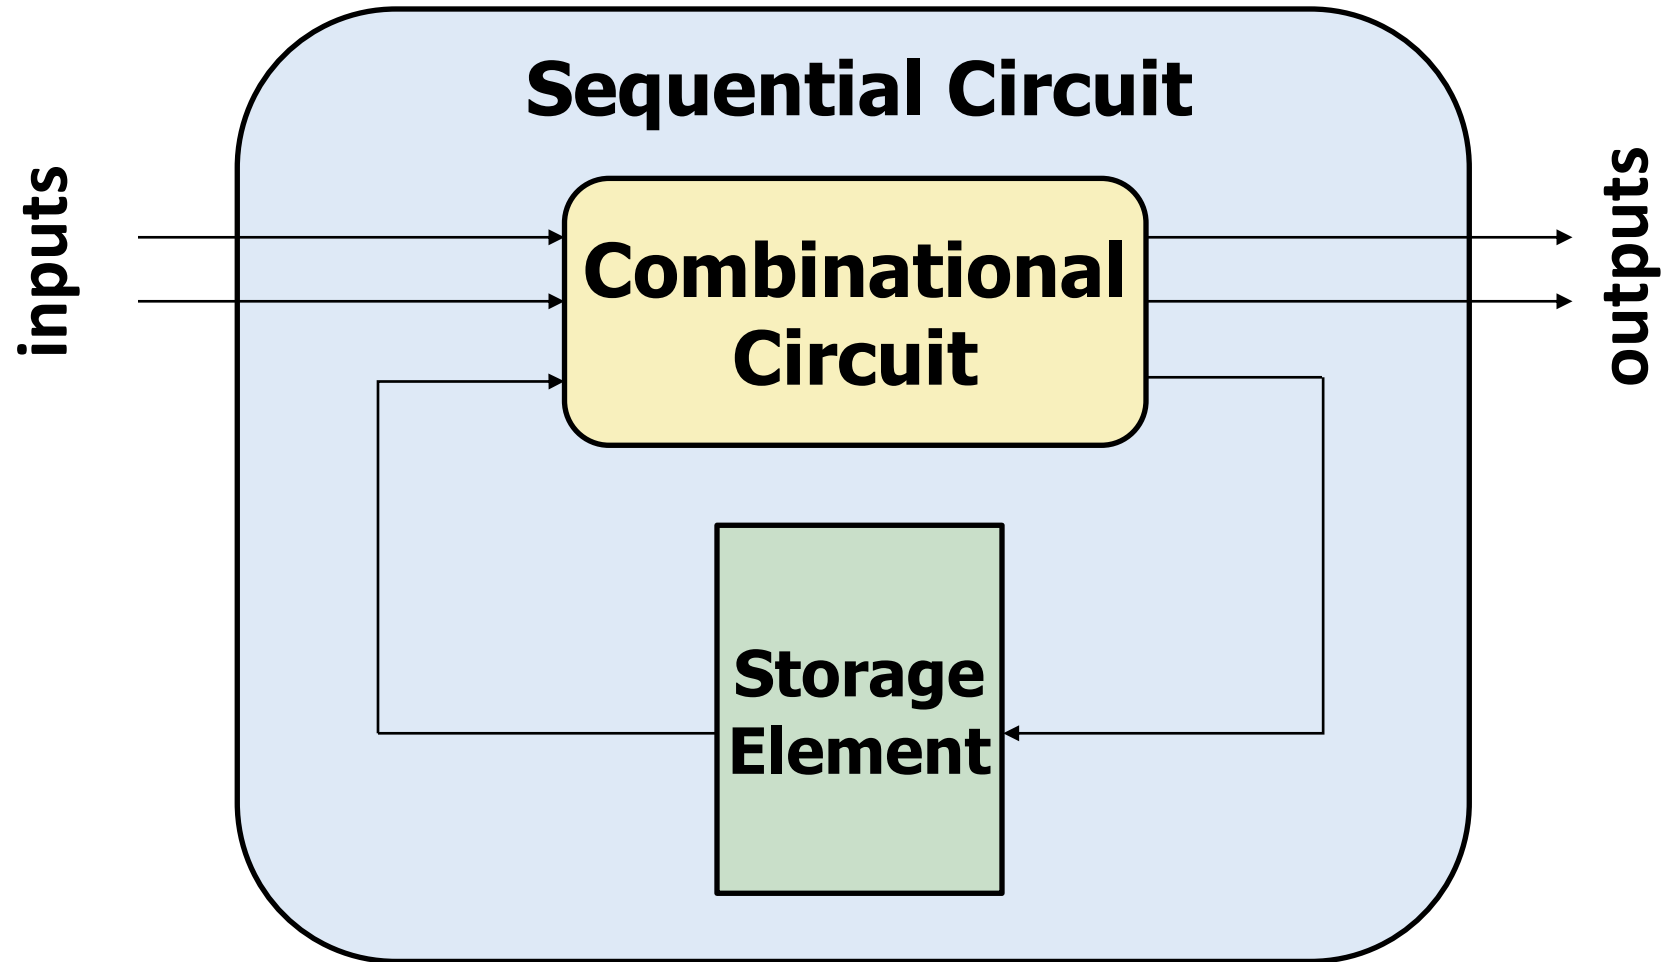 Sequential Circuit
inputs
Combinational
Circuit
outputs
Storage
Element